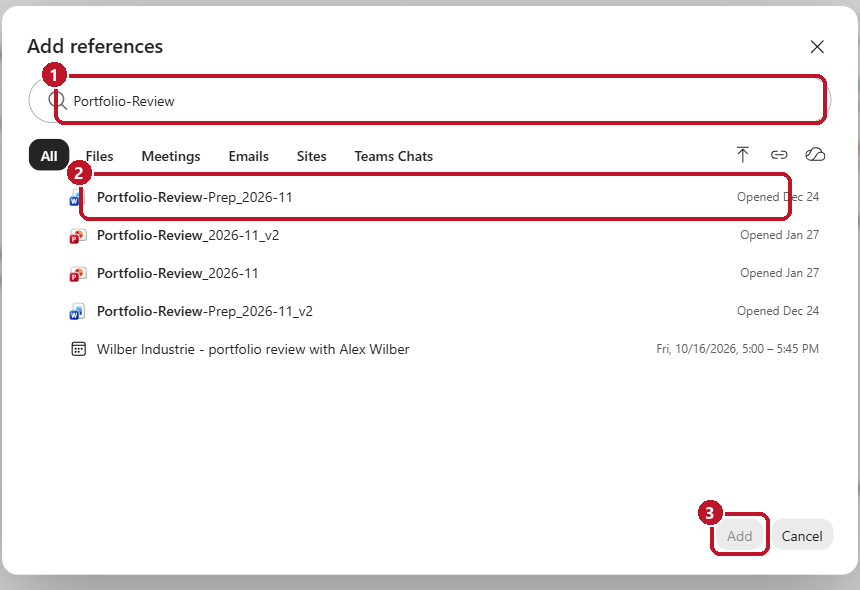 Add references
1
Portfolio-Review
All Files Meetings Emails Sites Teams Chats
2
Portfolio-Review-Prep_2026-11 Opened Dec 24
Portfolio-Review_2026-11_v2 Opened Jan 27
Portfolio-Review_2026-11 Opened Jan 27
Portfolio-Review-Prep_2026-11_v2 Opened Dec 24
Wilber Industrie - portfolio review with Alex Wilber Fri, 10/16/2026, 5:00 – 5:45 PM
3
Add Cancel